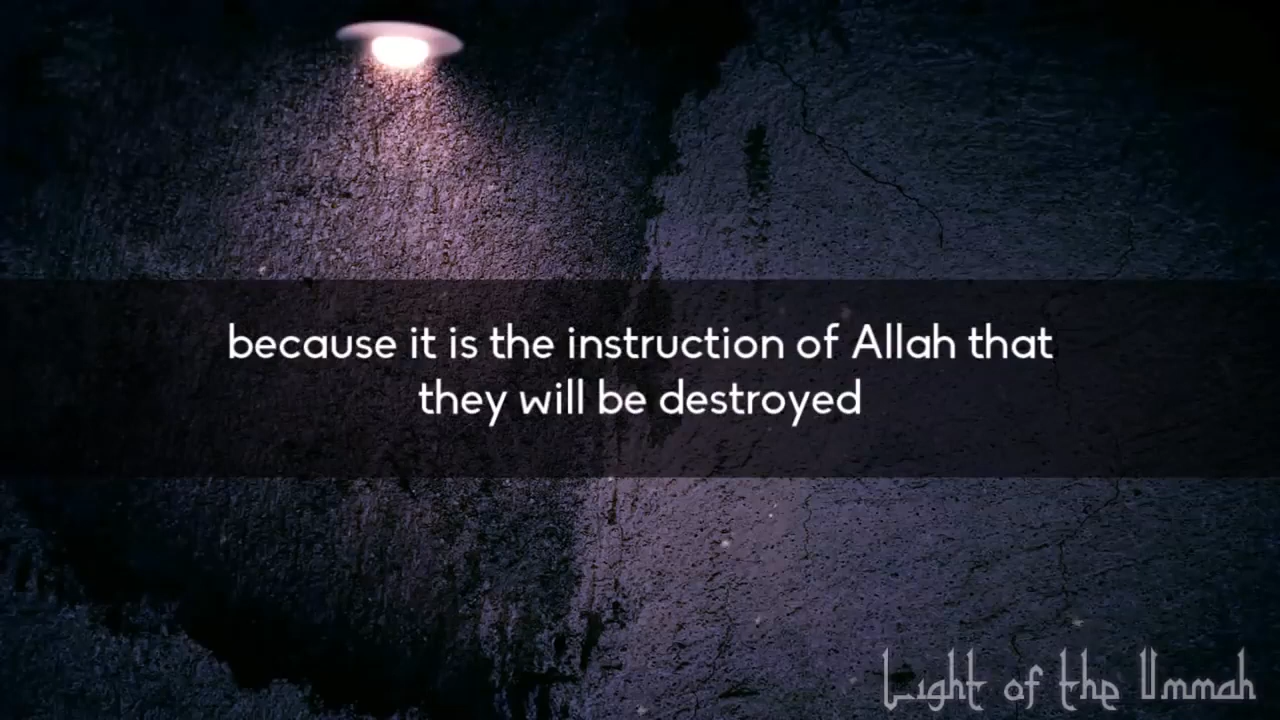 because it is the instruction of Allah that
they will be destroyed
Light of the Ummah